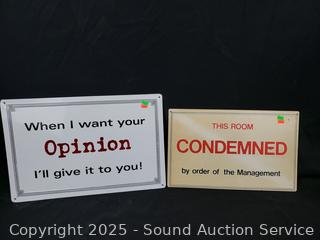 When I want your
Opinion
I'll give it to you!
THIS ROOM
CONDEMNED
by order of the Management
Copyright 2025 - Sound Auction Service